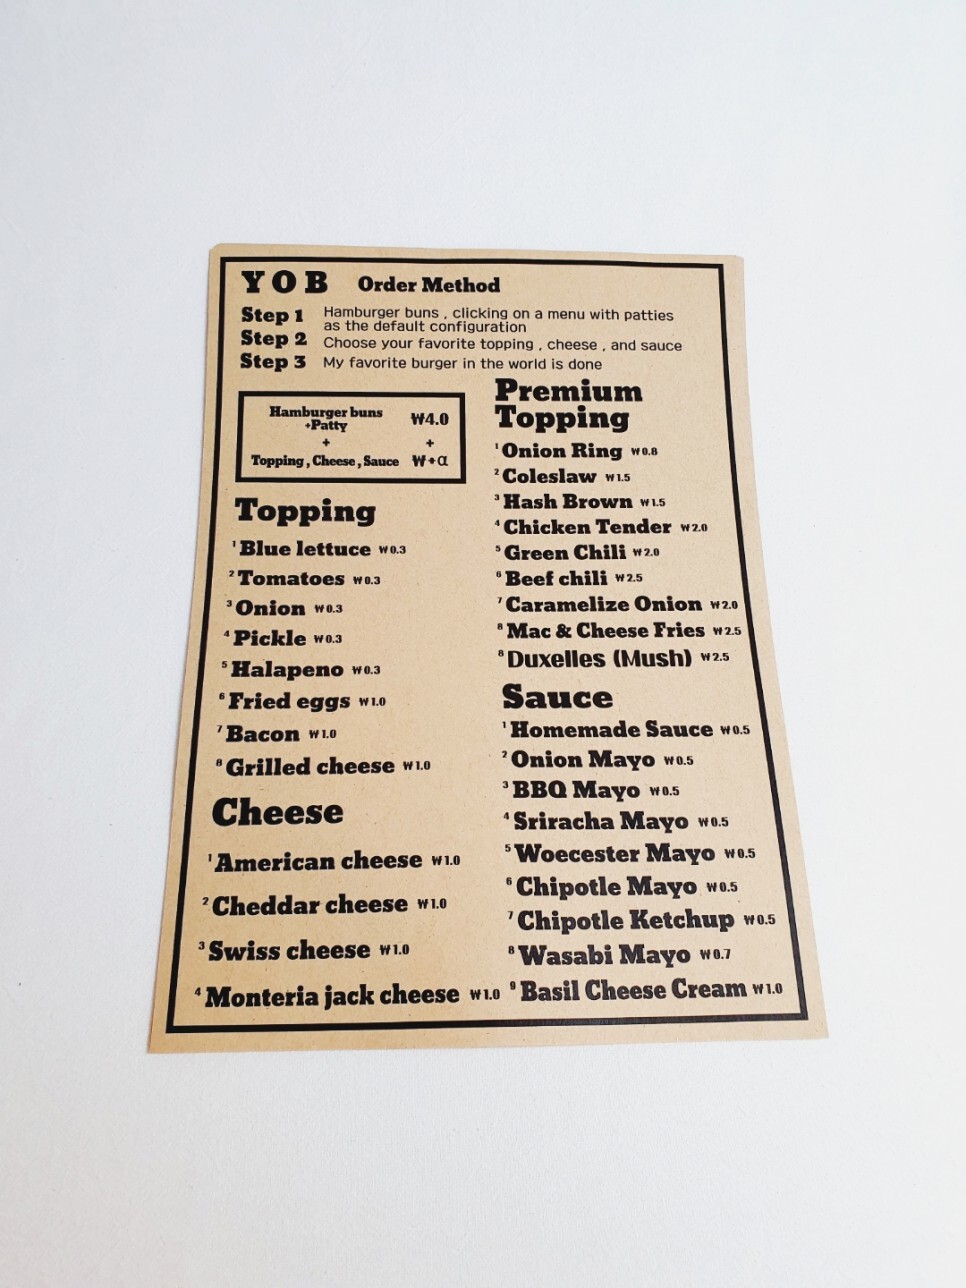 YOB Order Method
Step 1 Hamburger buns , clicking on a menu with patties
as the default configuration
Step 2 Choose your favorite topping , cheese , and sauce
Step 3 My favorite burger in the world is done
Hamburger buns
+Patty ₩4.0
+ +
Topping , Cheese , Sauce ₩+α
Topping
1 Blue lettuce ₩0.3
2 Tomatoes ₩0.3
3 Onion ₩0.3
4 Pickle ₩0.3
5 Halapeno ₩0.3
6 Fried eggs ₩1.0
7 Bacon ₩1.0
8 Grilled cheese ₩1.0
Cheese
1 American cheese ₩1.0
2 Cheddar cheese ₩1.0
3 Swiss cheese ₩1.0
4 Monteria jack cheese ₩1.0
Premium
Topping
1 Onion Ring ₩0.8
2 Coleslaw ₩1.5
3 Hash Brown ₩1.5
4 Chicken Tender ₩2.0
5 Green Chili ₩2.0
6 Beef chili ₩2.5
7 Caramelize Onion ₩2.0
8 Mac & Cheese Fries ₩2.5
8 Duxelles (Mush) ₩2.5
Sauce
1 Homemade Sauce ₩0.5
2 Onion Mayo ₩0.5
3 BBQ Mayo ₩0.5
4 Sriracha Mayo ₩0.5
5 Woecester Mayo ₩0.5
6 Chipotle Mayo ₩0.5
7 Chipotle Ketchup ₩0.5
8 Wasabi Mayo ₩0.7
9 Basil Cheese Cream ₩1.0